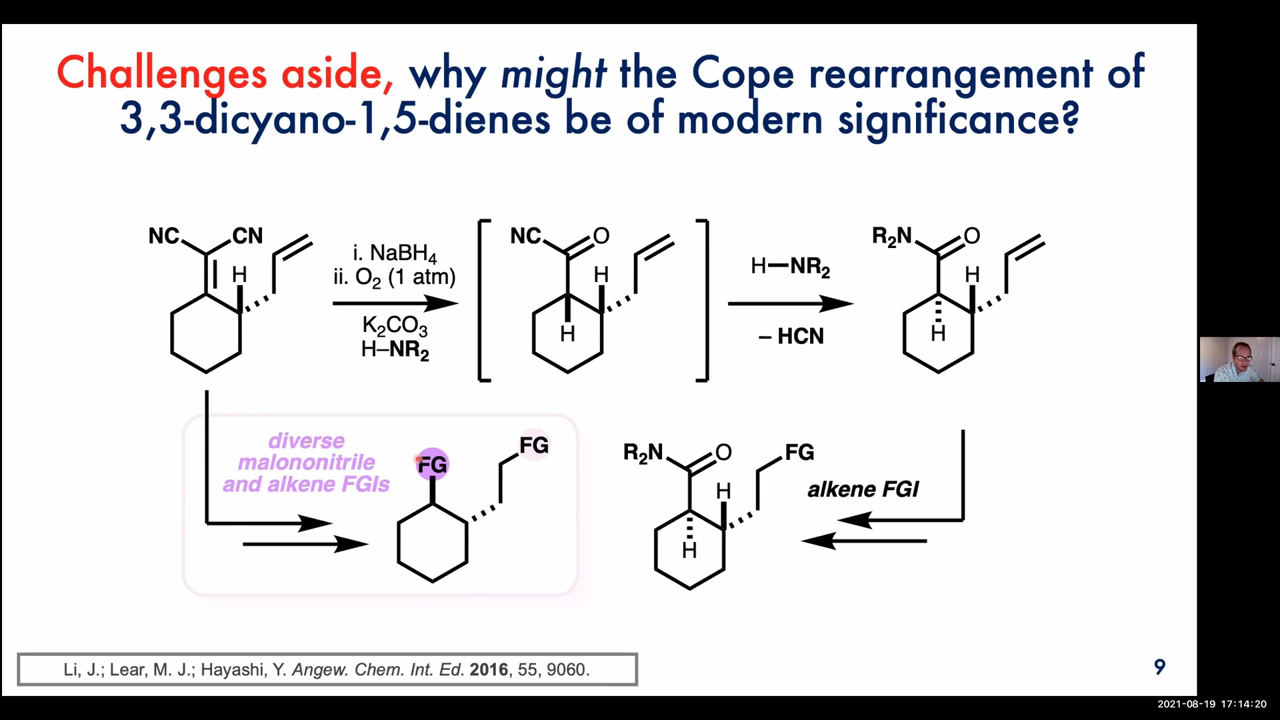 Challenges aside, why might the Cope rearrangement of
3,3-dicyano-1,5-dienes be of modern significance?
NC CN
H
i. NaBH4
ii. O2 (1 atm)
K2CO3
H–NR2
NC O
H
H
H–NR2
– HCN
R2N O
H
H
diverse
malononitrile
and alkene FGIs
FG
FG
R2N O
FG
H
H
alkene FGI
Li, J.; Lear, M. J.; Hayashi, Y. Angew. Chem. Int. Ed. 2016, 55, 9060.
9
2021-08-19 17:14:20